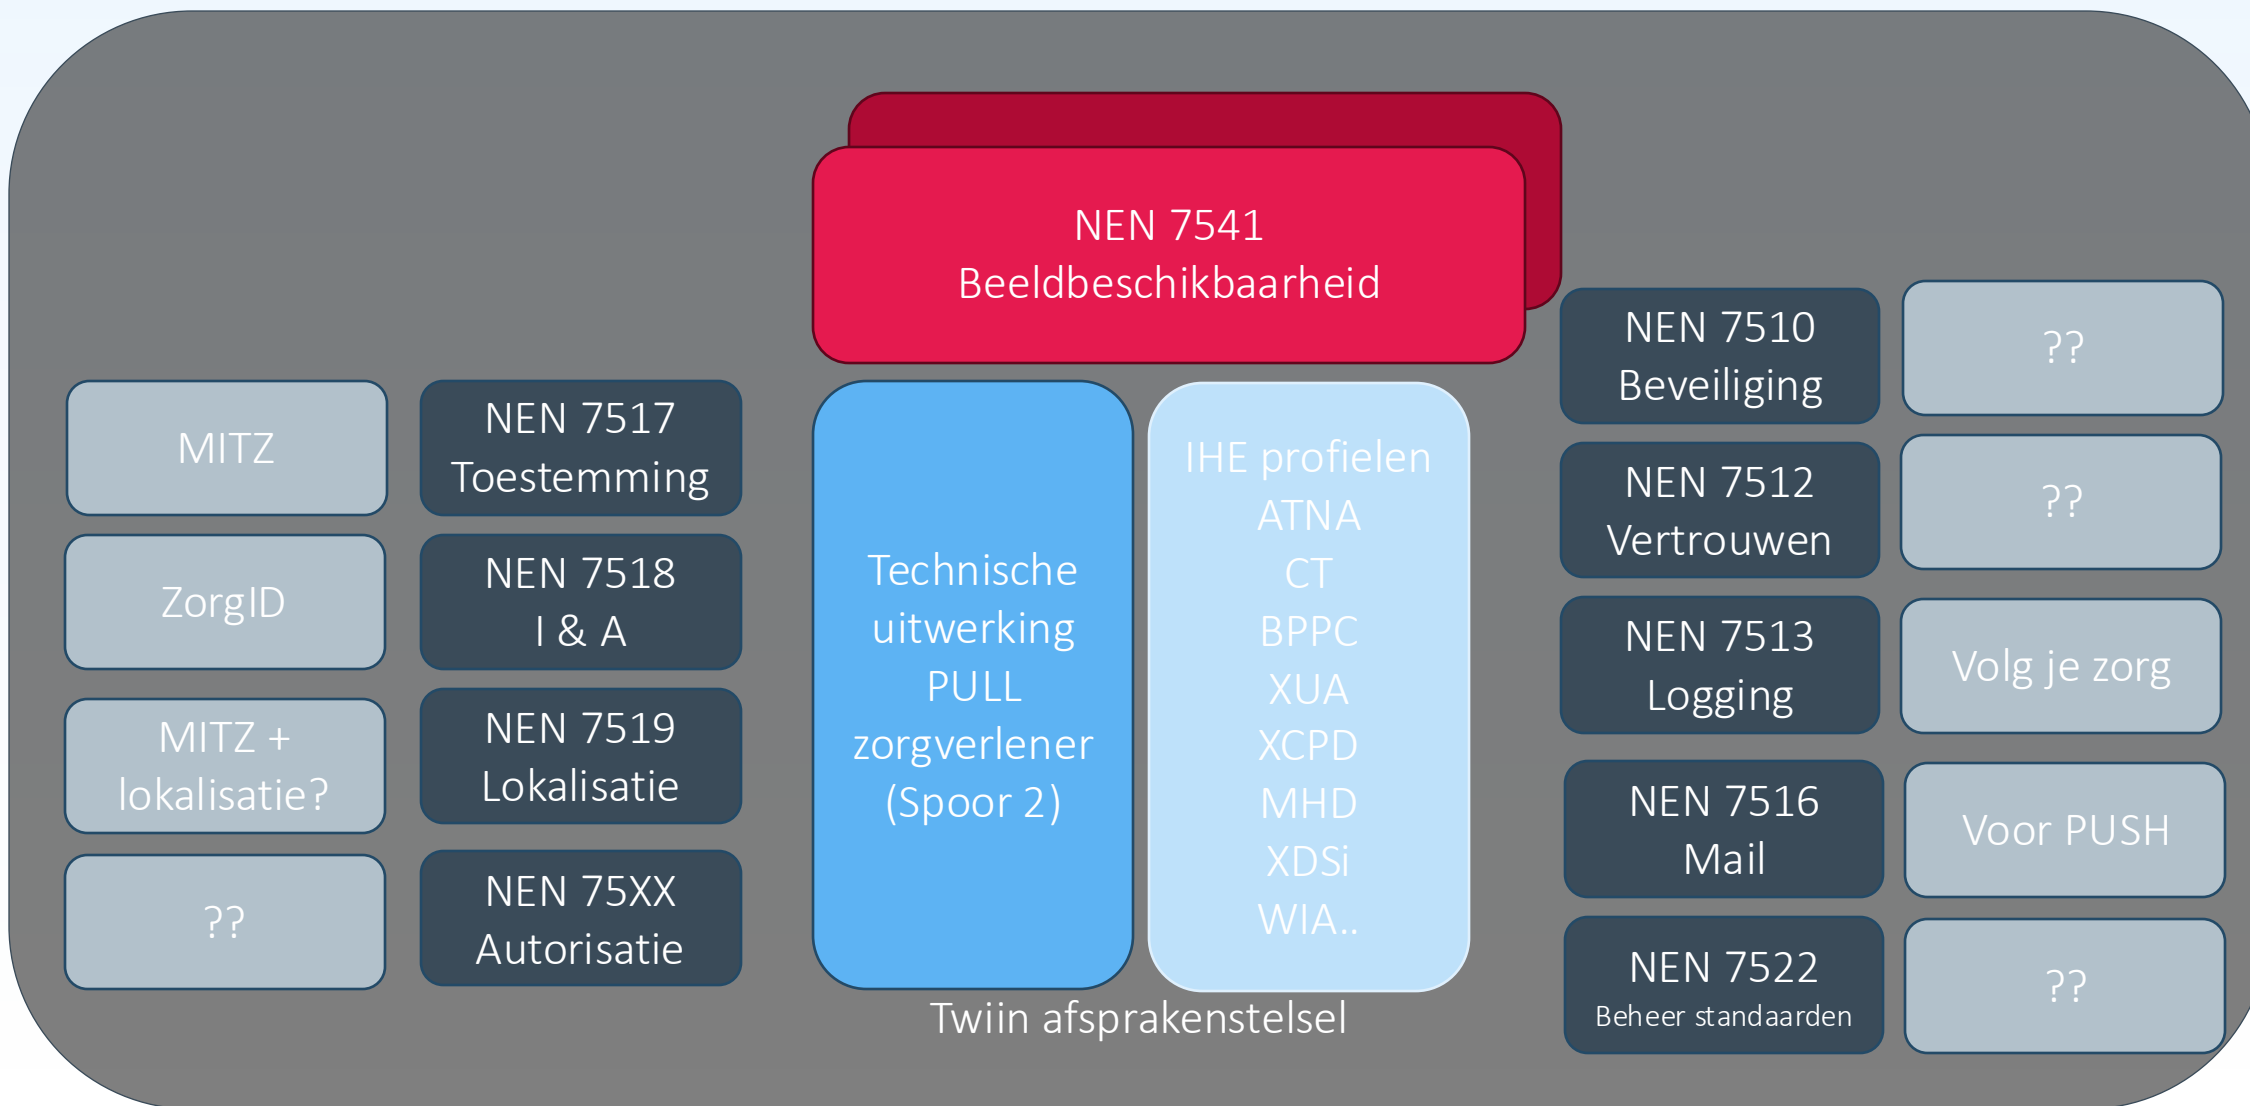 NEN 7541
Beeldbeschikbaarheid
MITZ
NEN 7517
Toestemming
ZorgID
NEN 7518
I & A
MITZ +
lokalisatie?
NEN 7519
Lokalisatie
??
NEN 75XX
Autorisatie
Technische
uitwerking
PULL
zorgverlener
(Spoor 2)
IHE profielen
ATNA
CT
BPPC
XUA
XCPD
MHD
XDSi
WIA..
NEN 7510
Beveiliging
??
NEN 7512
Vertrouwen
??
NEN 7513
Logging
Volg je zorg
NEN 7516
Mail
Voor PUSH
NEN 7522
Beheer standaarden
??
Twiin afsprakenstelsel